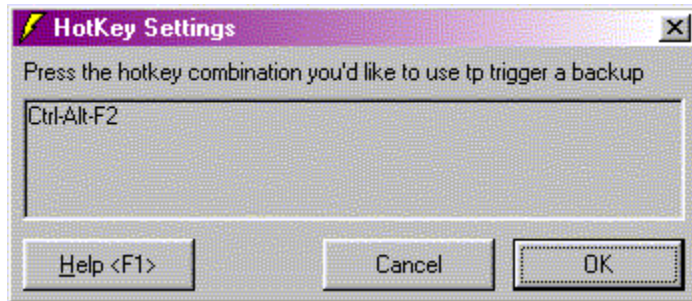 HotKey Settings
Press the hotkey combination you'd like to use tp trigger a backup
Ctrl-Alt-F2
Help <F1> Cancel OK